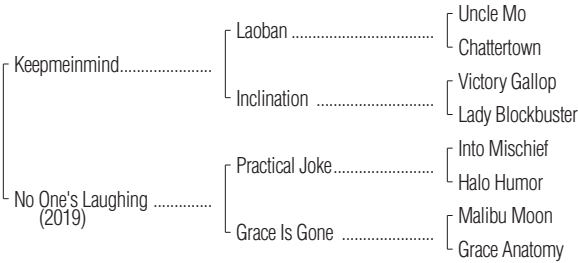 Uncle Mo
Laoban ..................................
Chattertown
Keepmeinmind......................
Victory Gallop
Inclination ............................
Lady Blockbuster
Into Mischief
Practical Joke........................
Halo Humor
No One's Laughing ..............
(2019)
Malibu Moon
Grace Is Gone ......................
Grace Anatomy